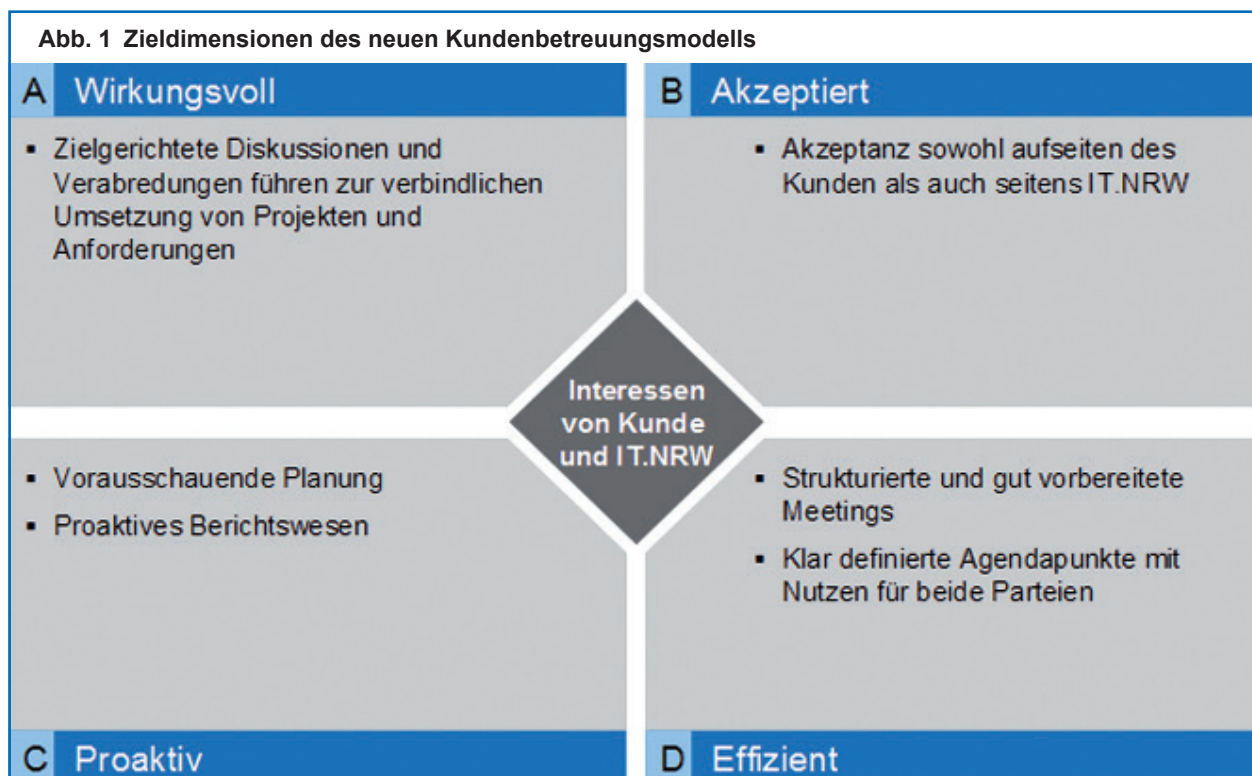 Abb. 1 Zieldimensionen des neuen Kundenbetreuungsmodells
A Wirkungsvoll
▪ Zielgerichtete Diskussionen und
Verabredungen führen zur verbindlichen
Umsetzung von Projekten und
Anforderungen
B Akzeptiert
▪ Akzeptanz sowohl aufseiten des
Kunden als auch seitens IT.NRW
Interessen
von Kunde
und IT.NRW
▪ Vorausschauende Planung
▪ Proaktives Berichtswesen
C Proaktiv
▪ Strukturierte und gut vorbereitete
Meetings
▪ Klar definierte Agendapunkte mit
Nutzen für beide Parteien
D Effizient